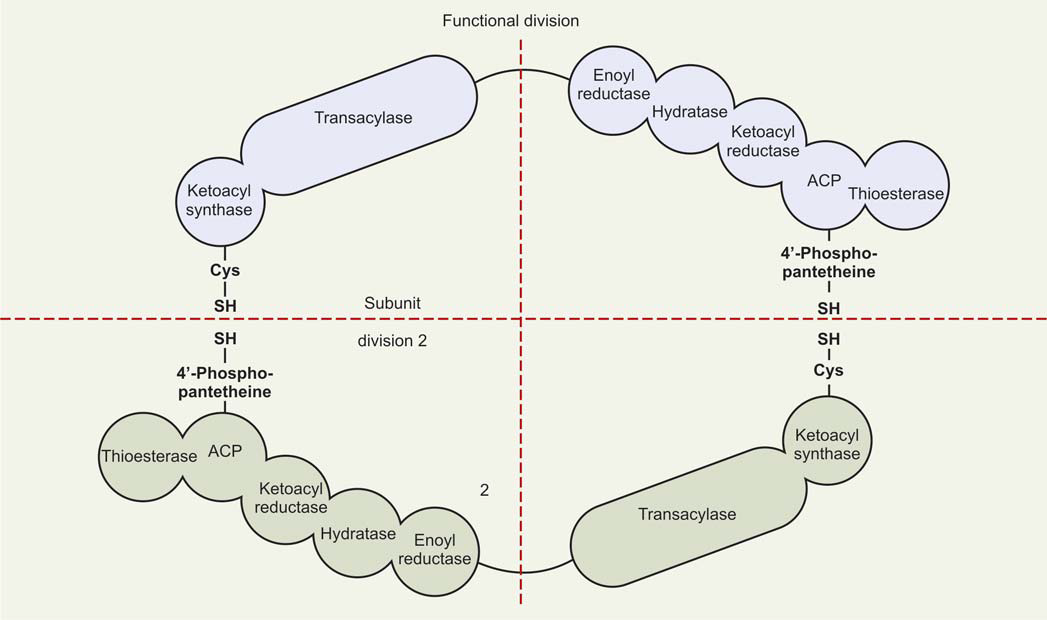 Functional division
Transacylase
Ketoacyl
synthase
Cys
SH
Enoyl
reductase
Hydratase
Ketoacyl
reductase
ACP
Thioesterase
4’-Phospho-
pantetheine
SH
Subunit
division 2
SH
4’-Phospho-
pantetheine
Thioesterase
ACP
Ketoacyl
reductase
Hydratase
Enoyl
reductase
2
SH
Cys
Ketoacyl
synthase
Transacylase